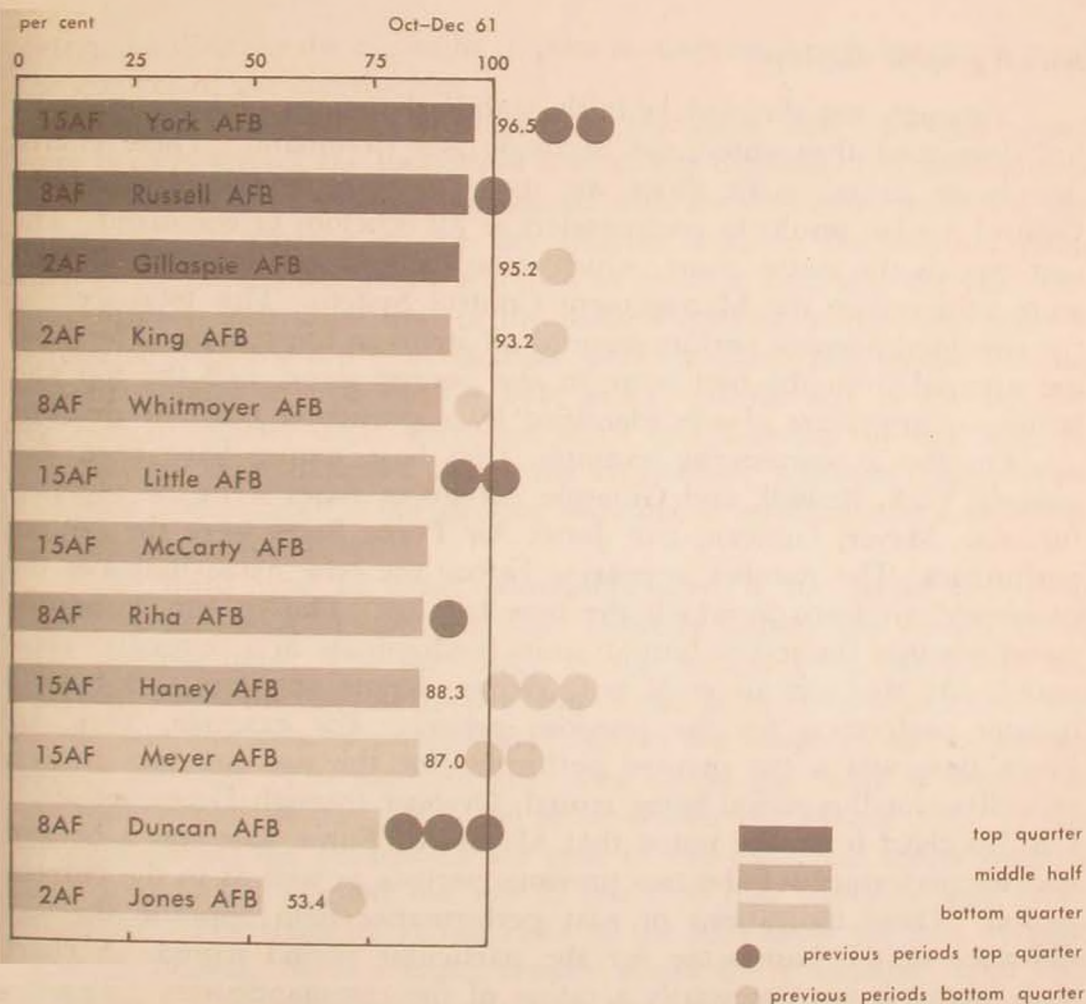 per cent Oct–Dec 61
0 25 50 75 100
15AF York AFB 96.5
8AF Russell AFB
2AF Gillaspie AFB 95.2
2AF King AFB 93.2
8AF Whitmoyer AFB
15AF Little AFB
15AF McCarty AFB
8AF Riha AFB
15AF Haney AFB 88.3
15AF Meyer AFB 87.0
8AF Duncan AFB
2AF Jones AFB 53.4
top quarter
middle half
bottom quarter
previous periods top quarter
previous periods bottom quarter